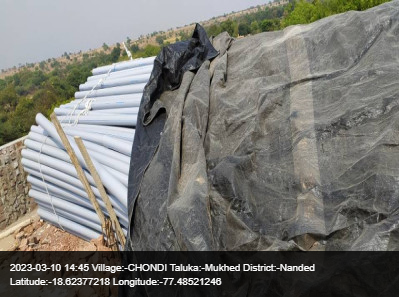 2023-03-10 14:45 Village:-CHONDI Taluka:-Mukhed District:-Nanded
Latitude:-18.62377218 Longitude:-77.48521246